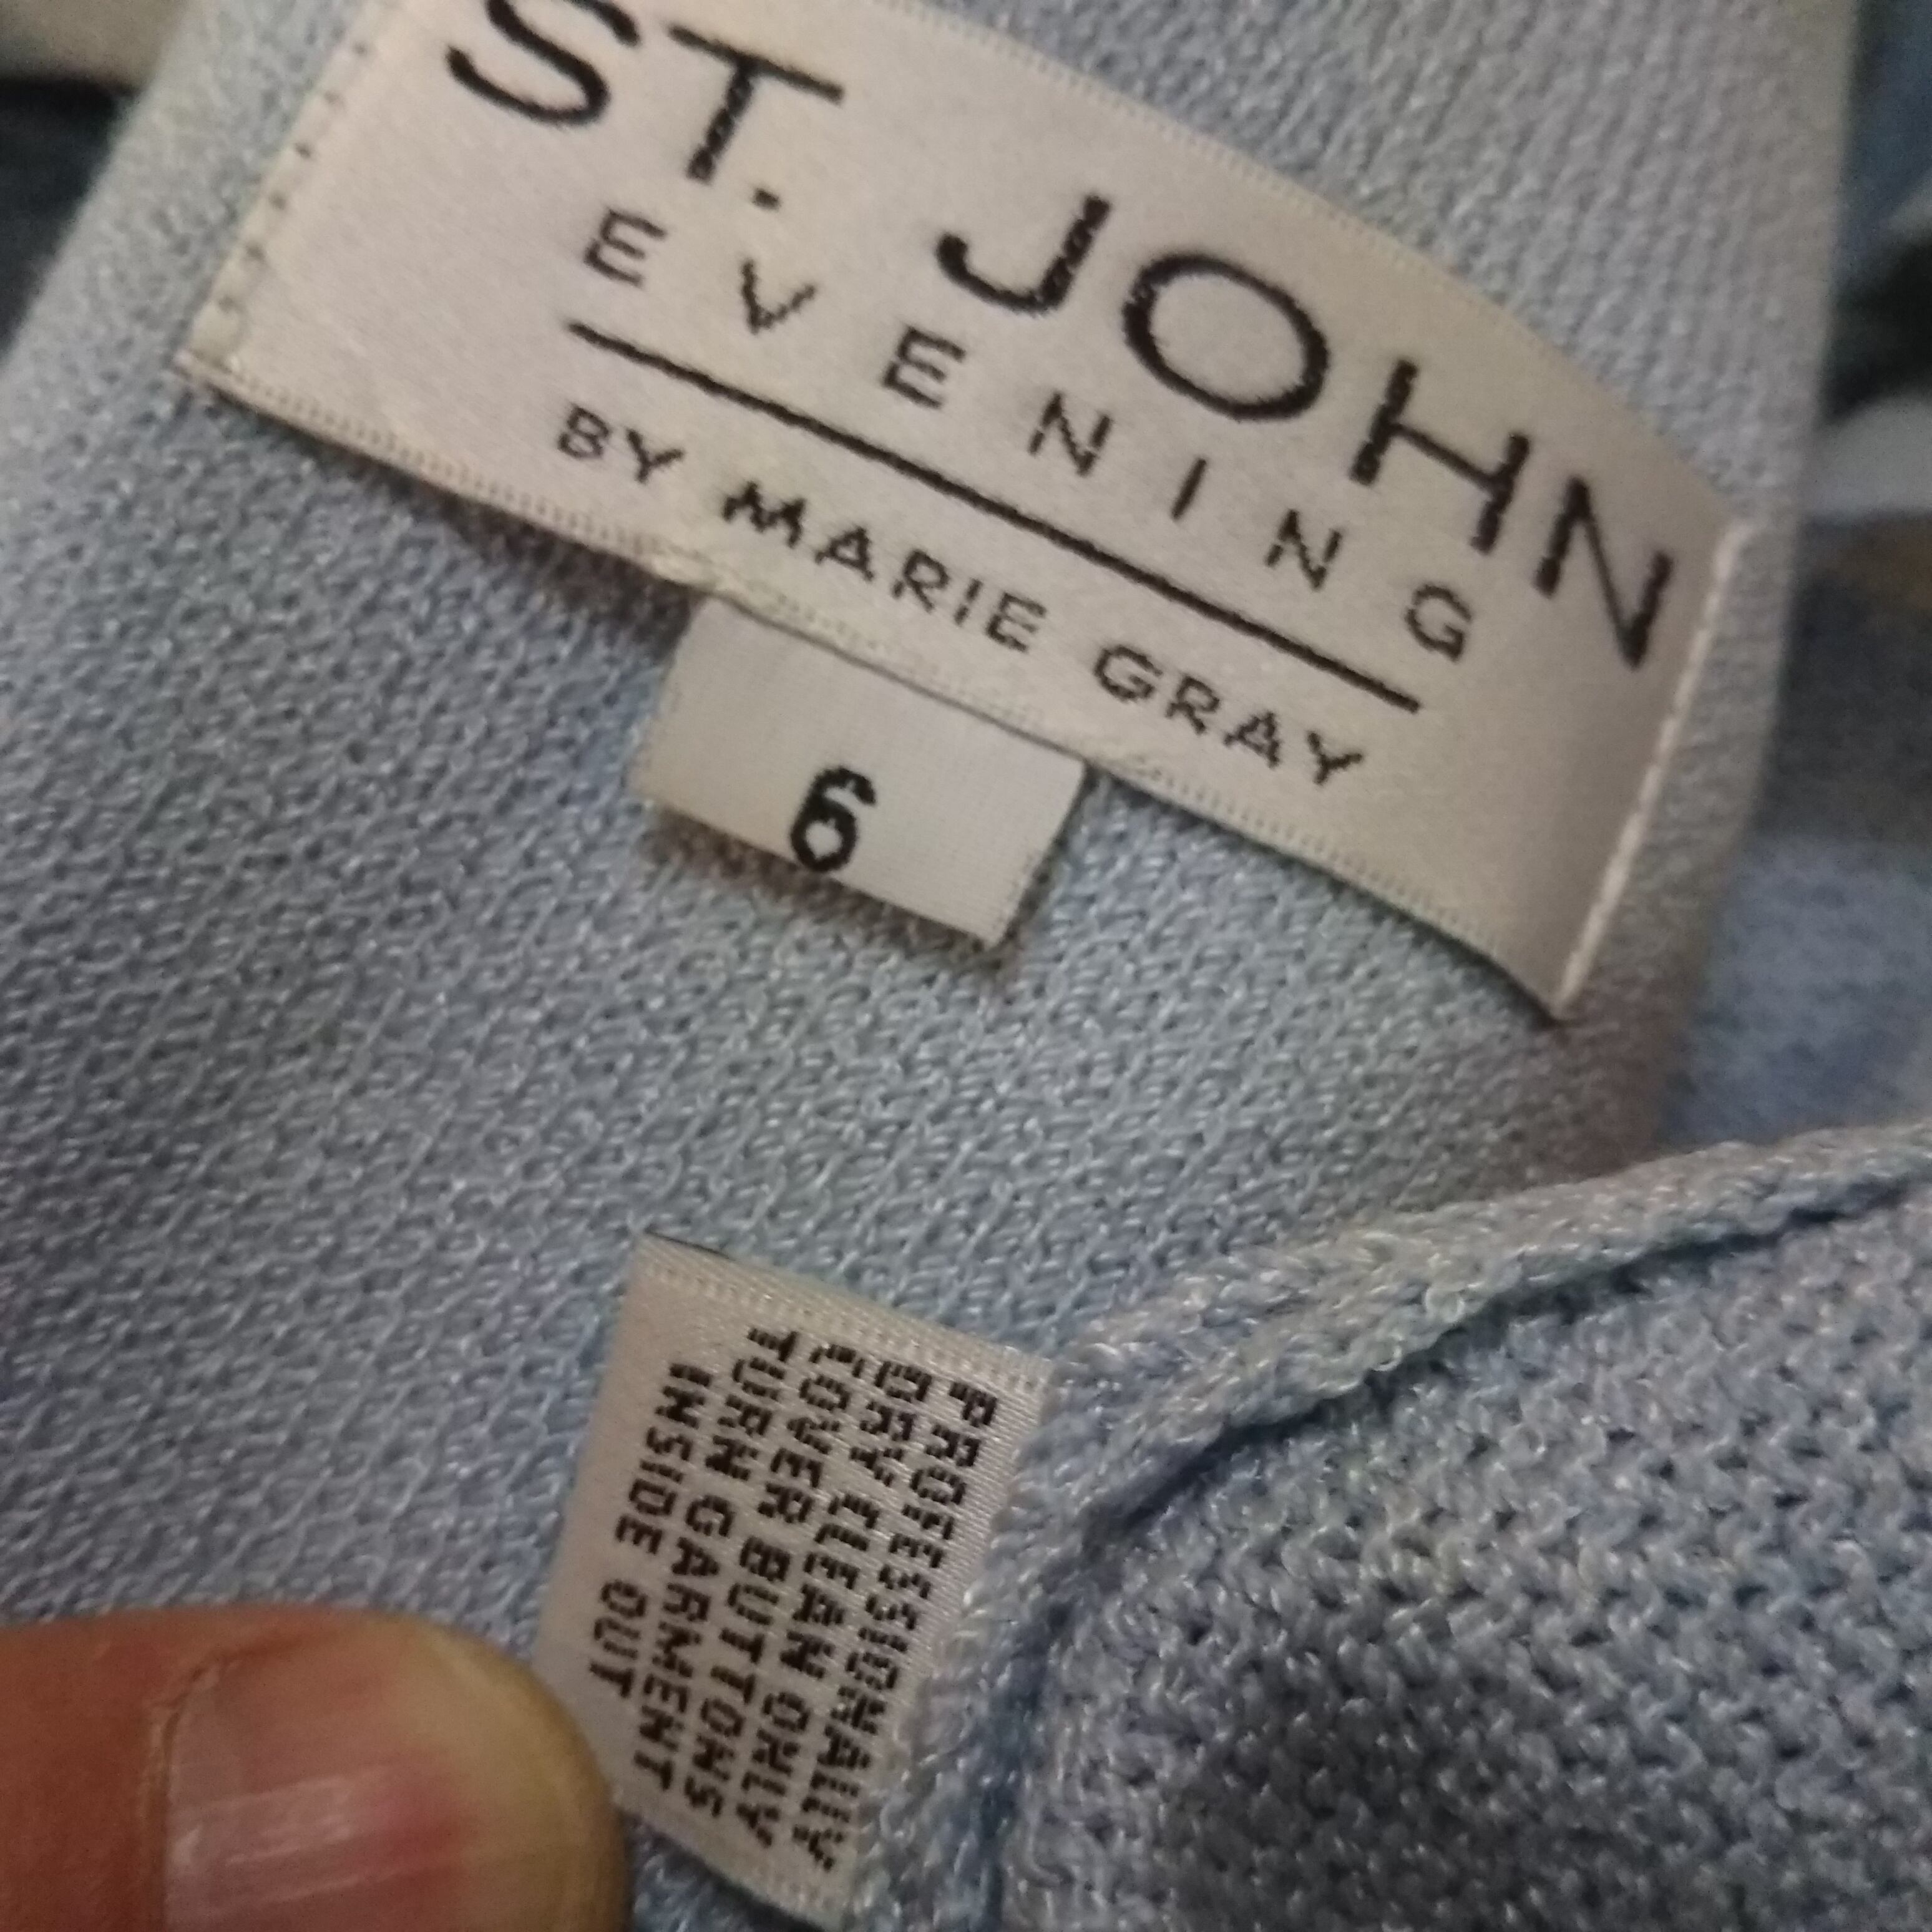 ST. JOHN
EVENING
BY MARIE GRAY
6
PROFESSIONALLY
DRY CLEAN ONLY
COVER BUTTONS
TURN GARMENT
INSIDE OUT